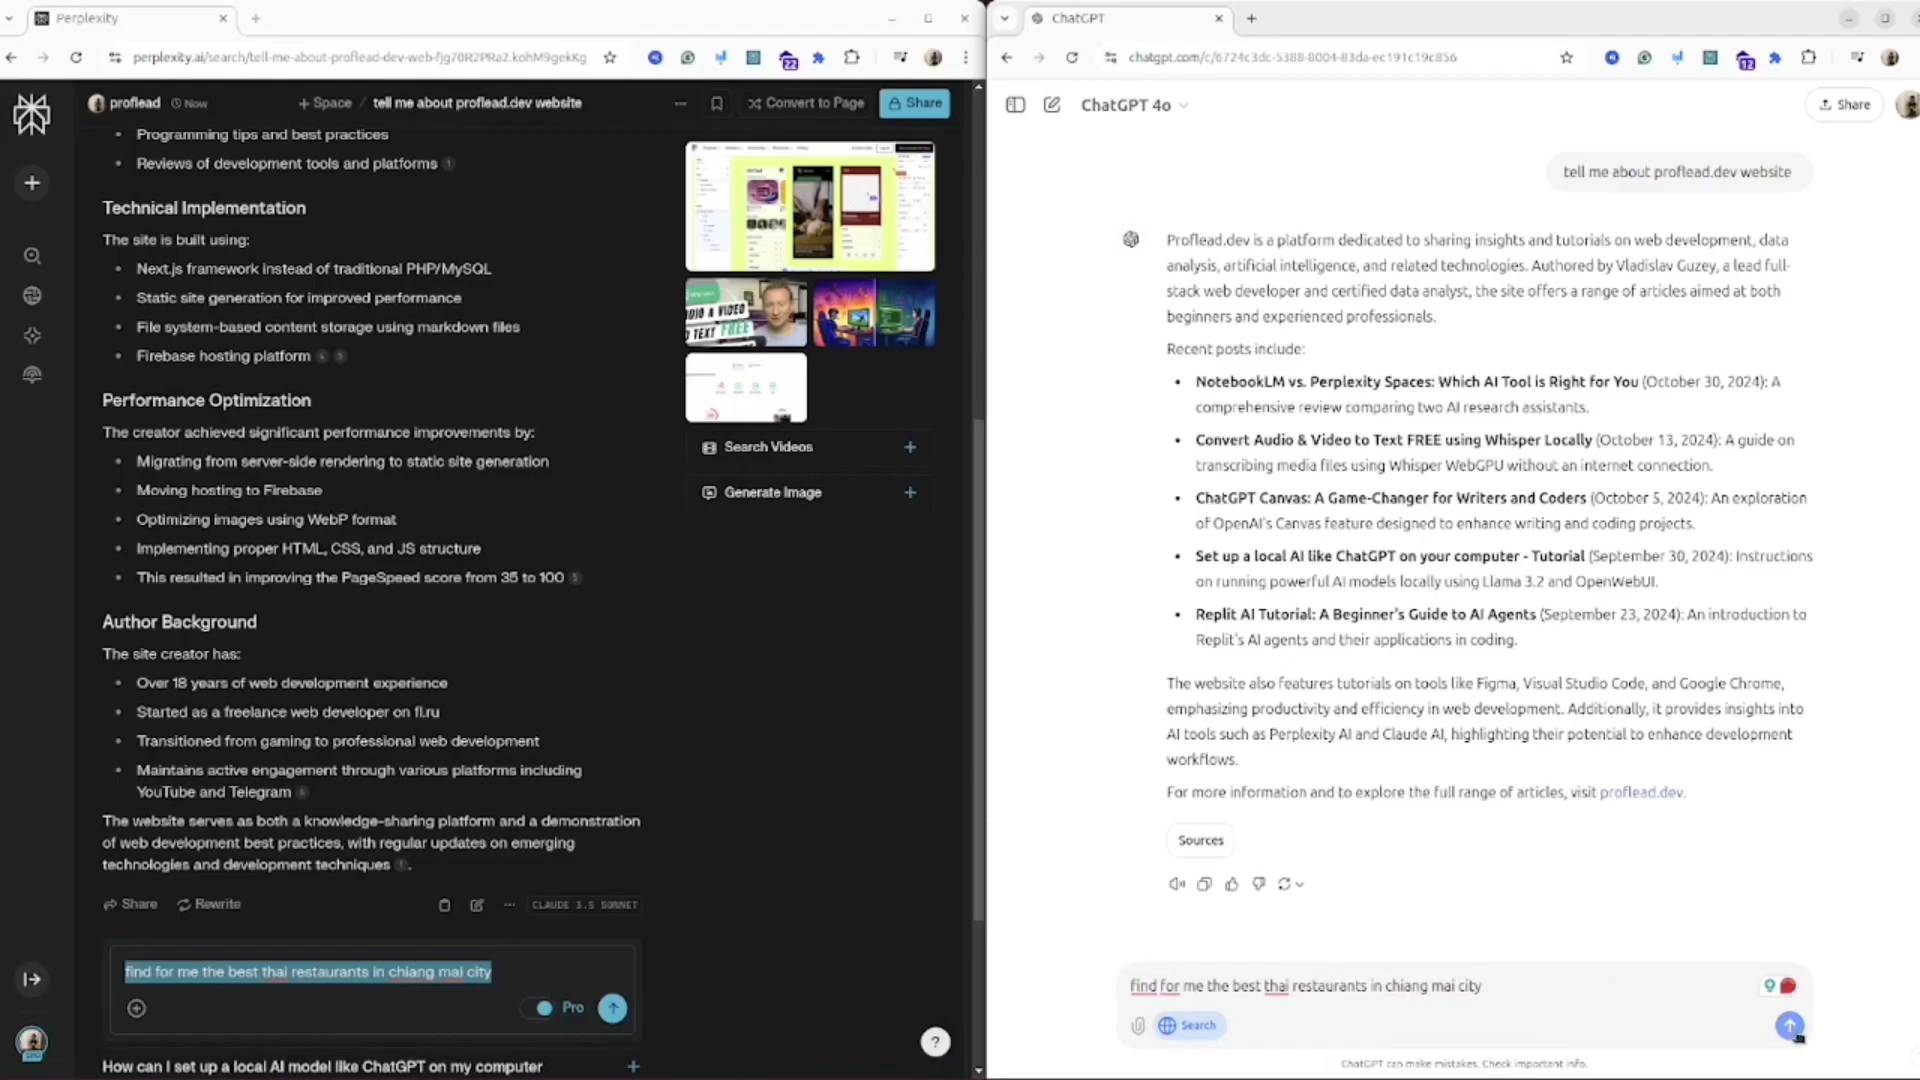 Perplexity
perplexity.ai/search/tell-me-about-proflead-dev-web-fjg70R2PRa2.kohM9gekKg
22
proflead
Now
Space / tell me about proflead.dev website
Convert to Page
Share
Programming tips and best practices
Reviews of development tools and platforms
Technical Implementation
The site is built using:
Next.js framework instead of traditional PHP/MySQL
Static site generation for improved performance
File system-based content storage using markdown files
Firebase hosting platform
Performance Optimization
The creator achieved significant performance improvements by:
Migrating from server-side rendering to static site generation
Moving hosting to Firebase
Optimizing images using WebP format
Implementing proper HTML, CSS, and JS structure
This resulted in improving the PageSpeed score from 35 to 100
Author Background
The site creator has:
Over 18 years of web development experience
Started as a freelance web developer on fl.ru
Transitioned from gaming to professional web development
Maintains active engagement through various platforms including
YouTube and Telegram
The website serves as both a knowledge-sharing platform and a demonstration
of web development best practices, with regular updates on emerging
technologies and development techniques.
Share
Rewrite
CLAUDE 3.5 SONNET
find for me the best thai restaurants in chiang mai city
Pro
How can I set up a local AI model like ChatGPT on my computer
VIDEO
TEXT FREE
Search Videos
Generate Image
?
ChatGPT
chatgpt.com/c/6724c3dc-5388-8004-83da-ec191c19c856
12
ChatGPT 4o
Share
tell me about proflead.dev website
Proflead.dev is a platform dedicated to sharing insights and tutorials on web development, data
analysis, artificial intelligence, and related technologies. Authored by Vladislav Guzey, a lead full-
stack web developer and certified data analyst, the site offers a range of articles aimed at both
beginners and experienced professionals.
Recent posts include:
NotebookLM vs. Perplexity Spaces: Which AI Tool is Right for You (October 30, 2024): A
comprehensive review comparing two AI research assistants.
Convert Audio & Video to Text FREE using Whisper Locally (October 13, 2024): A guide on
transcribing media files using Whisper WebGPU without an internet connection.
ChatGPT Canvas: A Game-Changer for Writers and Coders (October 5, 2024): An exploration
of OpenAI's Canvas feature designed to enhance writing and coding projects.
Set up a local AI like ChatGPT on your computer - Tutorial (September 30, 2024): Instructions
on running powerful AI models locally using Llama 3.2 and OpenWebUI.
Replit AI Tutorial: A Beginner's Guide to AI Agents (September 23, 2024): An introduction to
Replit's AI agents and their applications in coding.
The website also features tutorials on tools like Figma, Visual Studio Code, and Google Chrome,
emphasizing productivity and efficiency in web development. Additionally, it provides insights into
AI tools such as Perplexity AI and Claude AI, highlighting their potential to enhance development
workflows.
For more information and to explore the full range of articles, visit proflead.dev.
Sources
find for me the best thai restaurants in chiang mai city
Search
ChatGPT can make mistakes. Check important info.